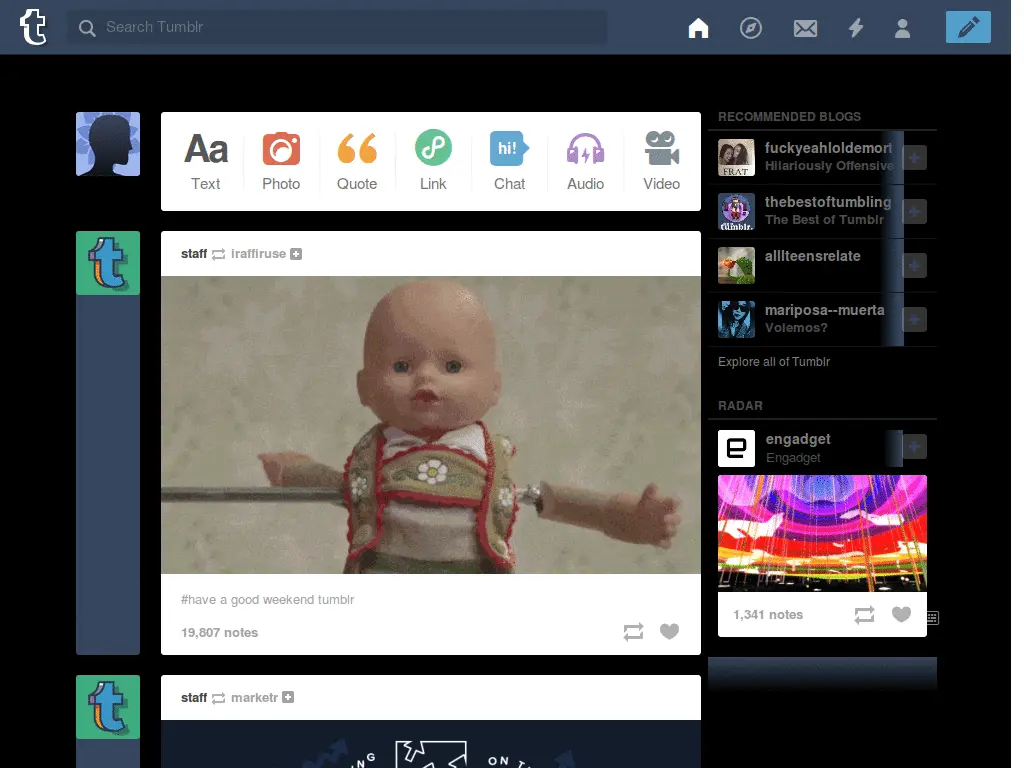 Search Tumblr
Aa
hi!
Text
Photo
Quote
Link
Chat
Audio
Video
staff iraffiruse
#have a good weekend tumblr
19,807 notes
staff marketr
NG
ON T
RECOMMENDED BLOGS
fuckyeahloldemort
Hilariously Offensive
FRAT
thebestoftumbling
The Best of Tumblr
Tumblr.
allteensrelate
mariposa--muerta
Volemos?
Explore all of Tumblr
RADAR
engadget
Engadget
1,341 notes